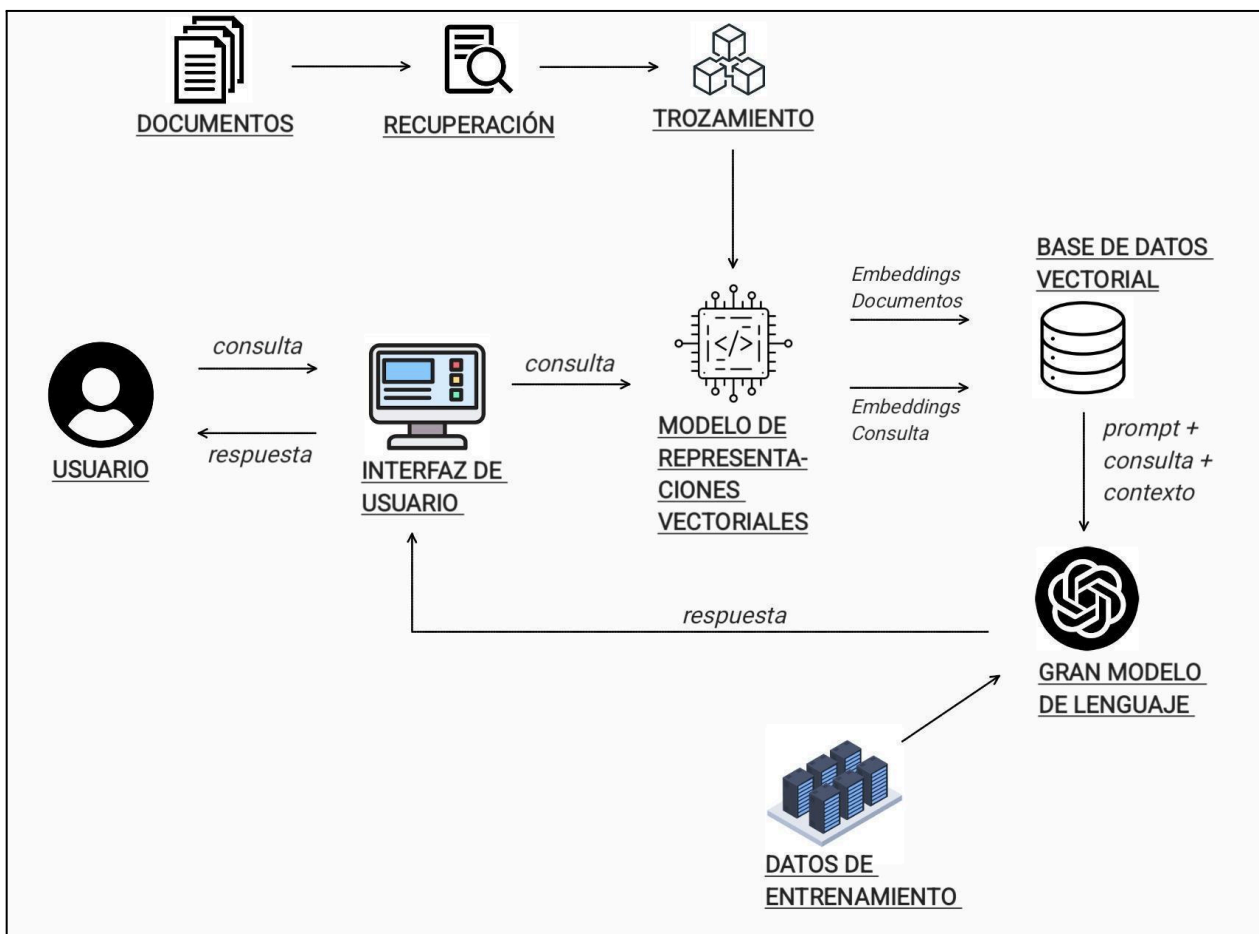 DOCUMENTOS
RECUPERACIÓN
TROZAMIENTO
BASE DE DATOS
VECTORIAL
Embeddings
Documentos
consulta
consulta
Embeddings
Consulta
respuesta
USUARIO
INTERFAZ DE
USUARIO
MODELO DE
REPRESENTA-
CIONES
VECTORIALES
prompt +
consulta +
contexto
</>
respuesta
GRAN MODELO
DE LENGUAJE
DATOS DE
ENTRENAMIENTO